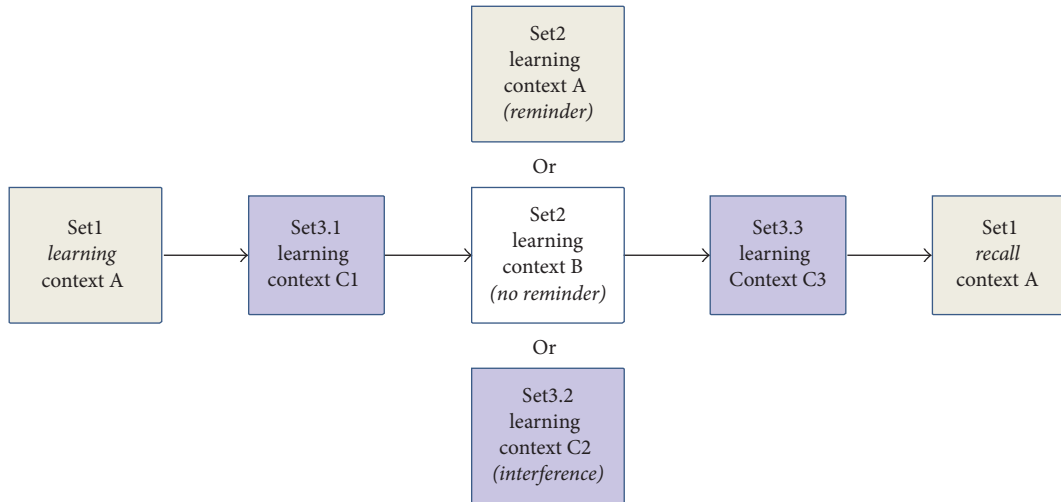 Set2
learning
context A
(reminder)
Or
Set1
learning
context A
Set3.1
learning
context C1
Set2
learning
context B
(no reminder)
Set3.3
learning
Context C3
Set1
recall
context A
Or
Set3.2
learning
context C2
(interference)